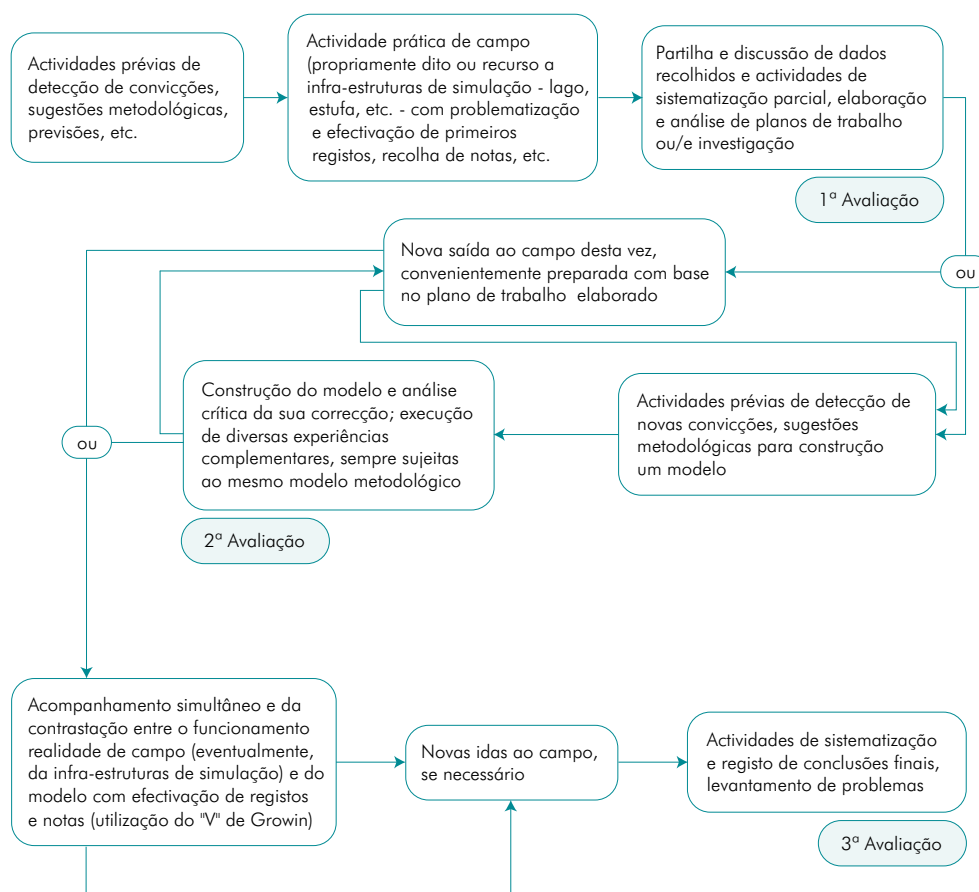 Actividades prévias de
detecção de convicções,
sugestões metodológicas,
previsões, etc.
Actividade prática de campo
(propriamente dito ou recurso a
infra-estruturas de simulação - lago,
estufa, etc. - com problematização
e efectivação de primeiros
registos, recolha de notas, etc.
Partilha e discussão de dados
recolhidos e actividades de
sistematização parcial, elaboração
e análise de planos de trabalho
ou/e investigação
1ª Avaliação
Nova saída ao campo desta vez,
convenientemente preparada com base
no plano de trabalho elaborado
ou
Construção do modelo e análise
crítica da sua correcção; execução
de diversas experiências
complementares, sempre sujeitas
ao mesmo modelo metodológico
Actividades prévias de detecção de
novas convicções, sugestões
metodológicas para construção
um modelo
ou
2ª Avaliação
Acompanhamento simultâneo e da
contrastação entre o funcionamento
realidade de campo (eventualmente,
da infra-estruturas de simulação) e do
modelo com efectivação de registos
e notas (utilização do "V" de Growin)
Novas idas ao campo,
se necessário
Actividades de sistematização
e registo de conclusões finais,
levantamento de problemas
3ª Avaliação